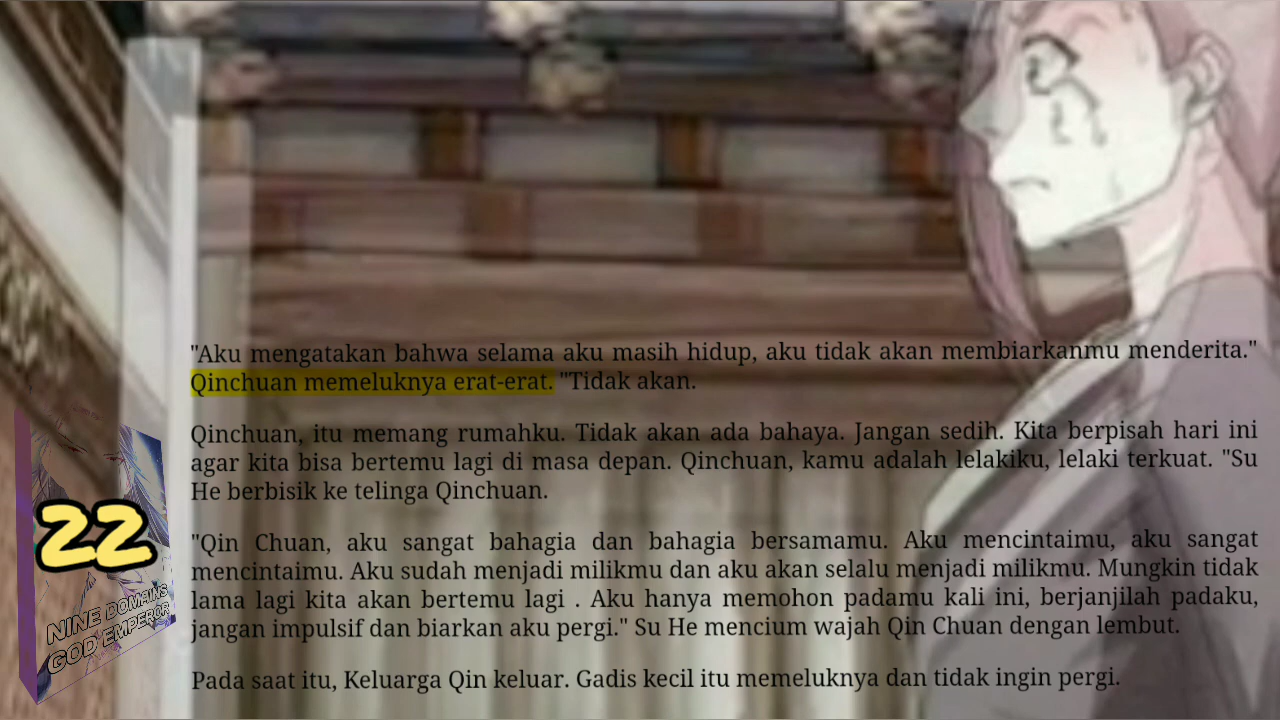 "Aku mengatakan bahwa selama aku masih hidup, aku tidak akan membiarkanmu menderita."
Qinchuan memeluknya erat-erat. "Tidak akan.
Qinchuan, itu memang rumahku. Tidak akan ada bahaya. Jangan sedih. Kita berpisah hari ini
agar kita bisa bertemu lagi di masa depan. Qinchuan, kamu adalah lelakiku, lelaki terkuat. "Su
He berbisik ke telinga Qinchuan.
"Qin Chuan, aku sangat bahagia dan bahagia bersamamu. Aku mencintaimu, aku sangat
mencintaimu. Aku sudah menjadi milikmu dan aku akan selalu menjadi milikmu. Mungkin tidak
lama lagi kita akan bertemu lagi . Aku hanya memohon padamu kali ini, berjanjilah padaku,
jangan impulsif dan biarkan aku pergi." Su He mencium wajah Qin Chuan dengan lembut.
Pada saat itu, Keluarga Qin keluar. Gadis kecil itu memeluknya dan tidak ingin pergi.
22
NINE DOMAINS
GOD EMPEROR